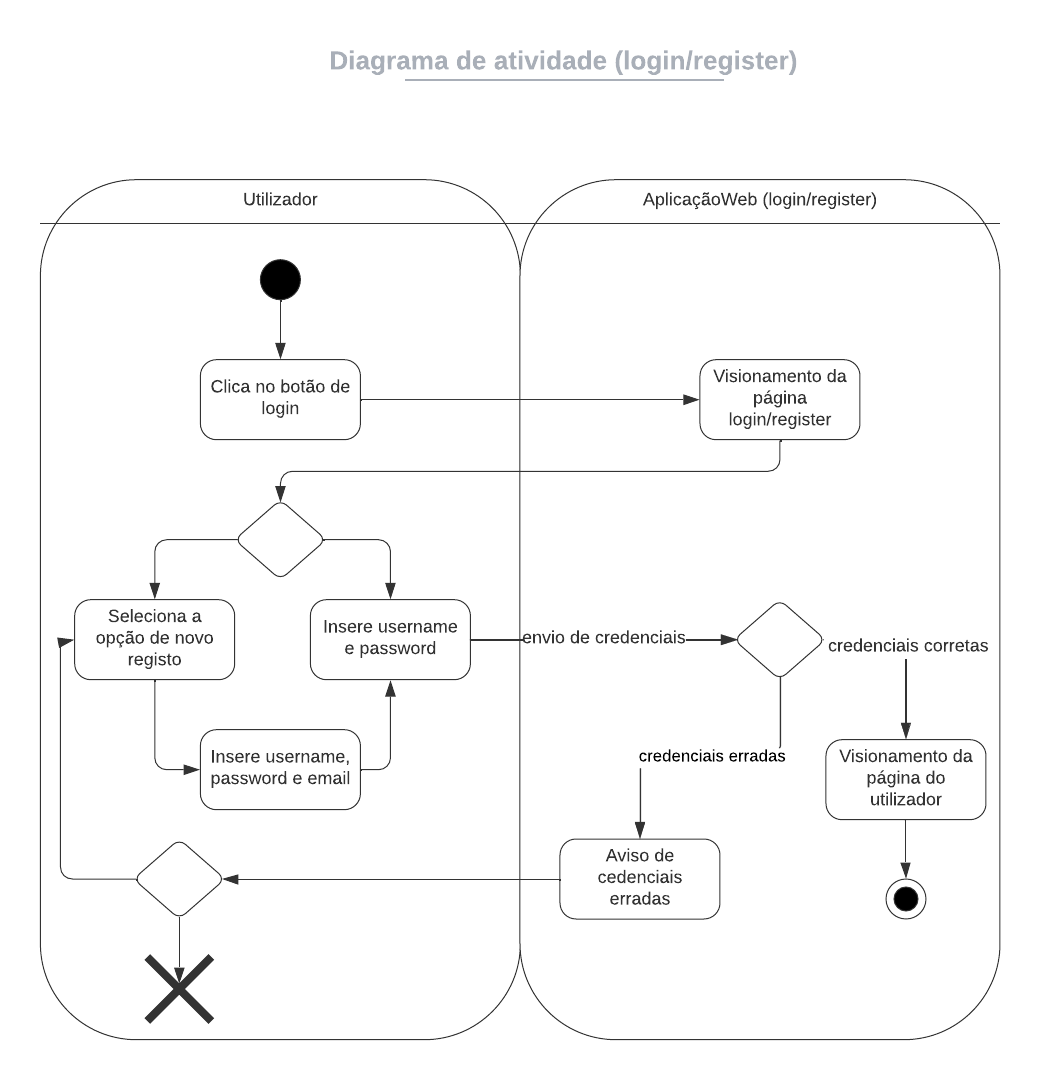 Diagrama de atividade (login/register)
Utilizador
AplicaçãoWeb (login/register)
Clica no botão de
login
Visionamento da
página
login/register
Seleciona a
opção de novo
registo
Insere username
e password
envio de credenciais
credenciais corretas
Insere username,
password e email
credenciais erradas
Visionamento da
página do
utilizador
Aviso de
cedenciais
erradas